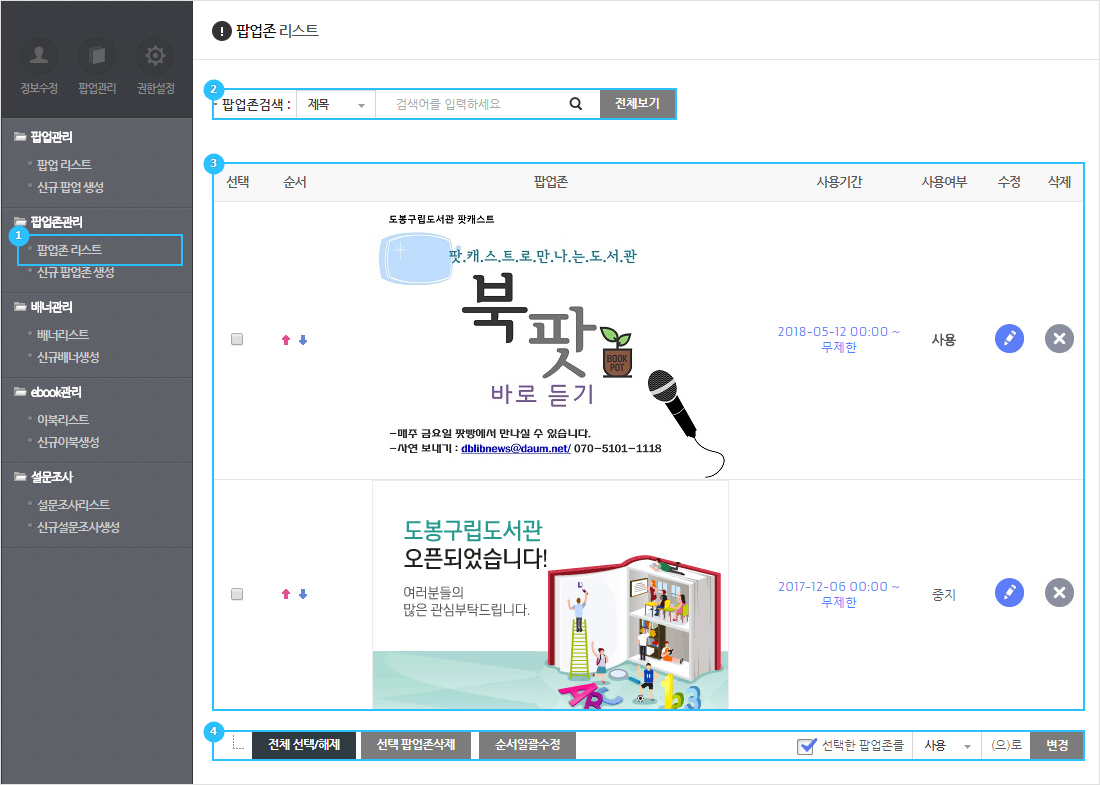 정보수정 팝업관리 권한설정
팝업관리
팝업 리스트
신규 팝업 생성
팝업존관리
1
팝업존 리스트
신규 팝업존 생성
배너관리
배너리스트
신규배너생성
ebook관리
이북리스트
신규이북생성
설문조사
설문조사리스트
신규설문조사생성
! 팝업존 리스트
2
팝업존검색 : 제목 검색어를 입력하세요 전체보기
3
선택 순서 팝업존 사용기간 사용여부 수정 삭제
도봉구립도서관 팟캐스트
팟.캐.스.트.로.만.나.는.도.서.관
북팟
BOOK
POT
바로 듣기
-매주 금요일 팟빵에서 만나실 수 있습니다.
-사연 보내기 : dblibnews@daum.net/ 070-5101-1118
2018-05-12 00:00 ~
무제한
사용
도봉구립도서관
오픈되었습니다!
여러분들의
많은 관심부탁드립니다.
ABC 123
2017-12-06 00:00 ~
무제한
중지
4
전체 선택/해제 선택 팝업존삭제 순서일괄수정 선택한 팝업존를 사용 (으)로 변경